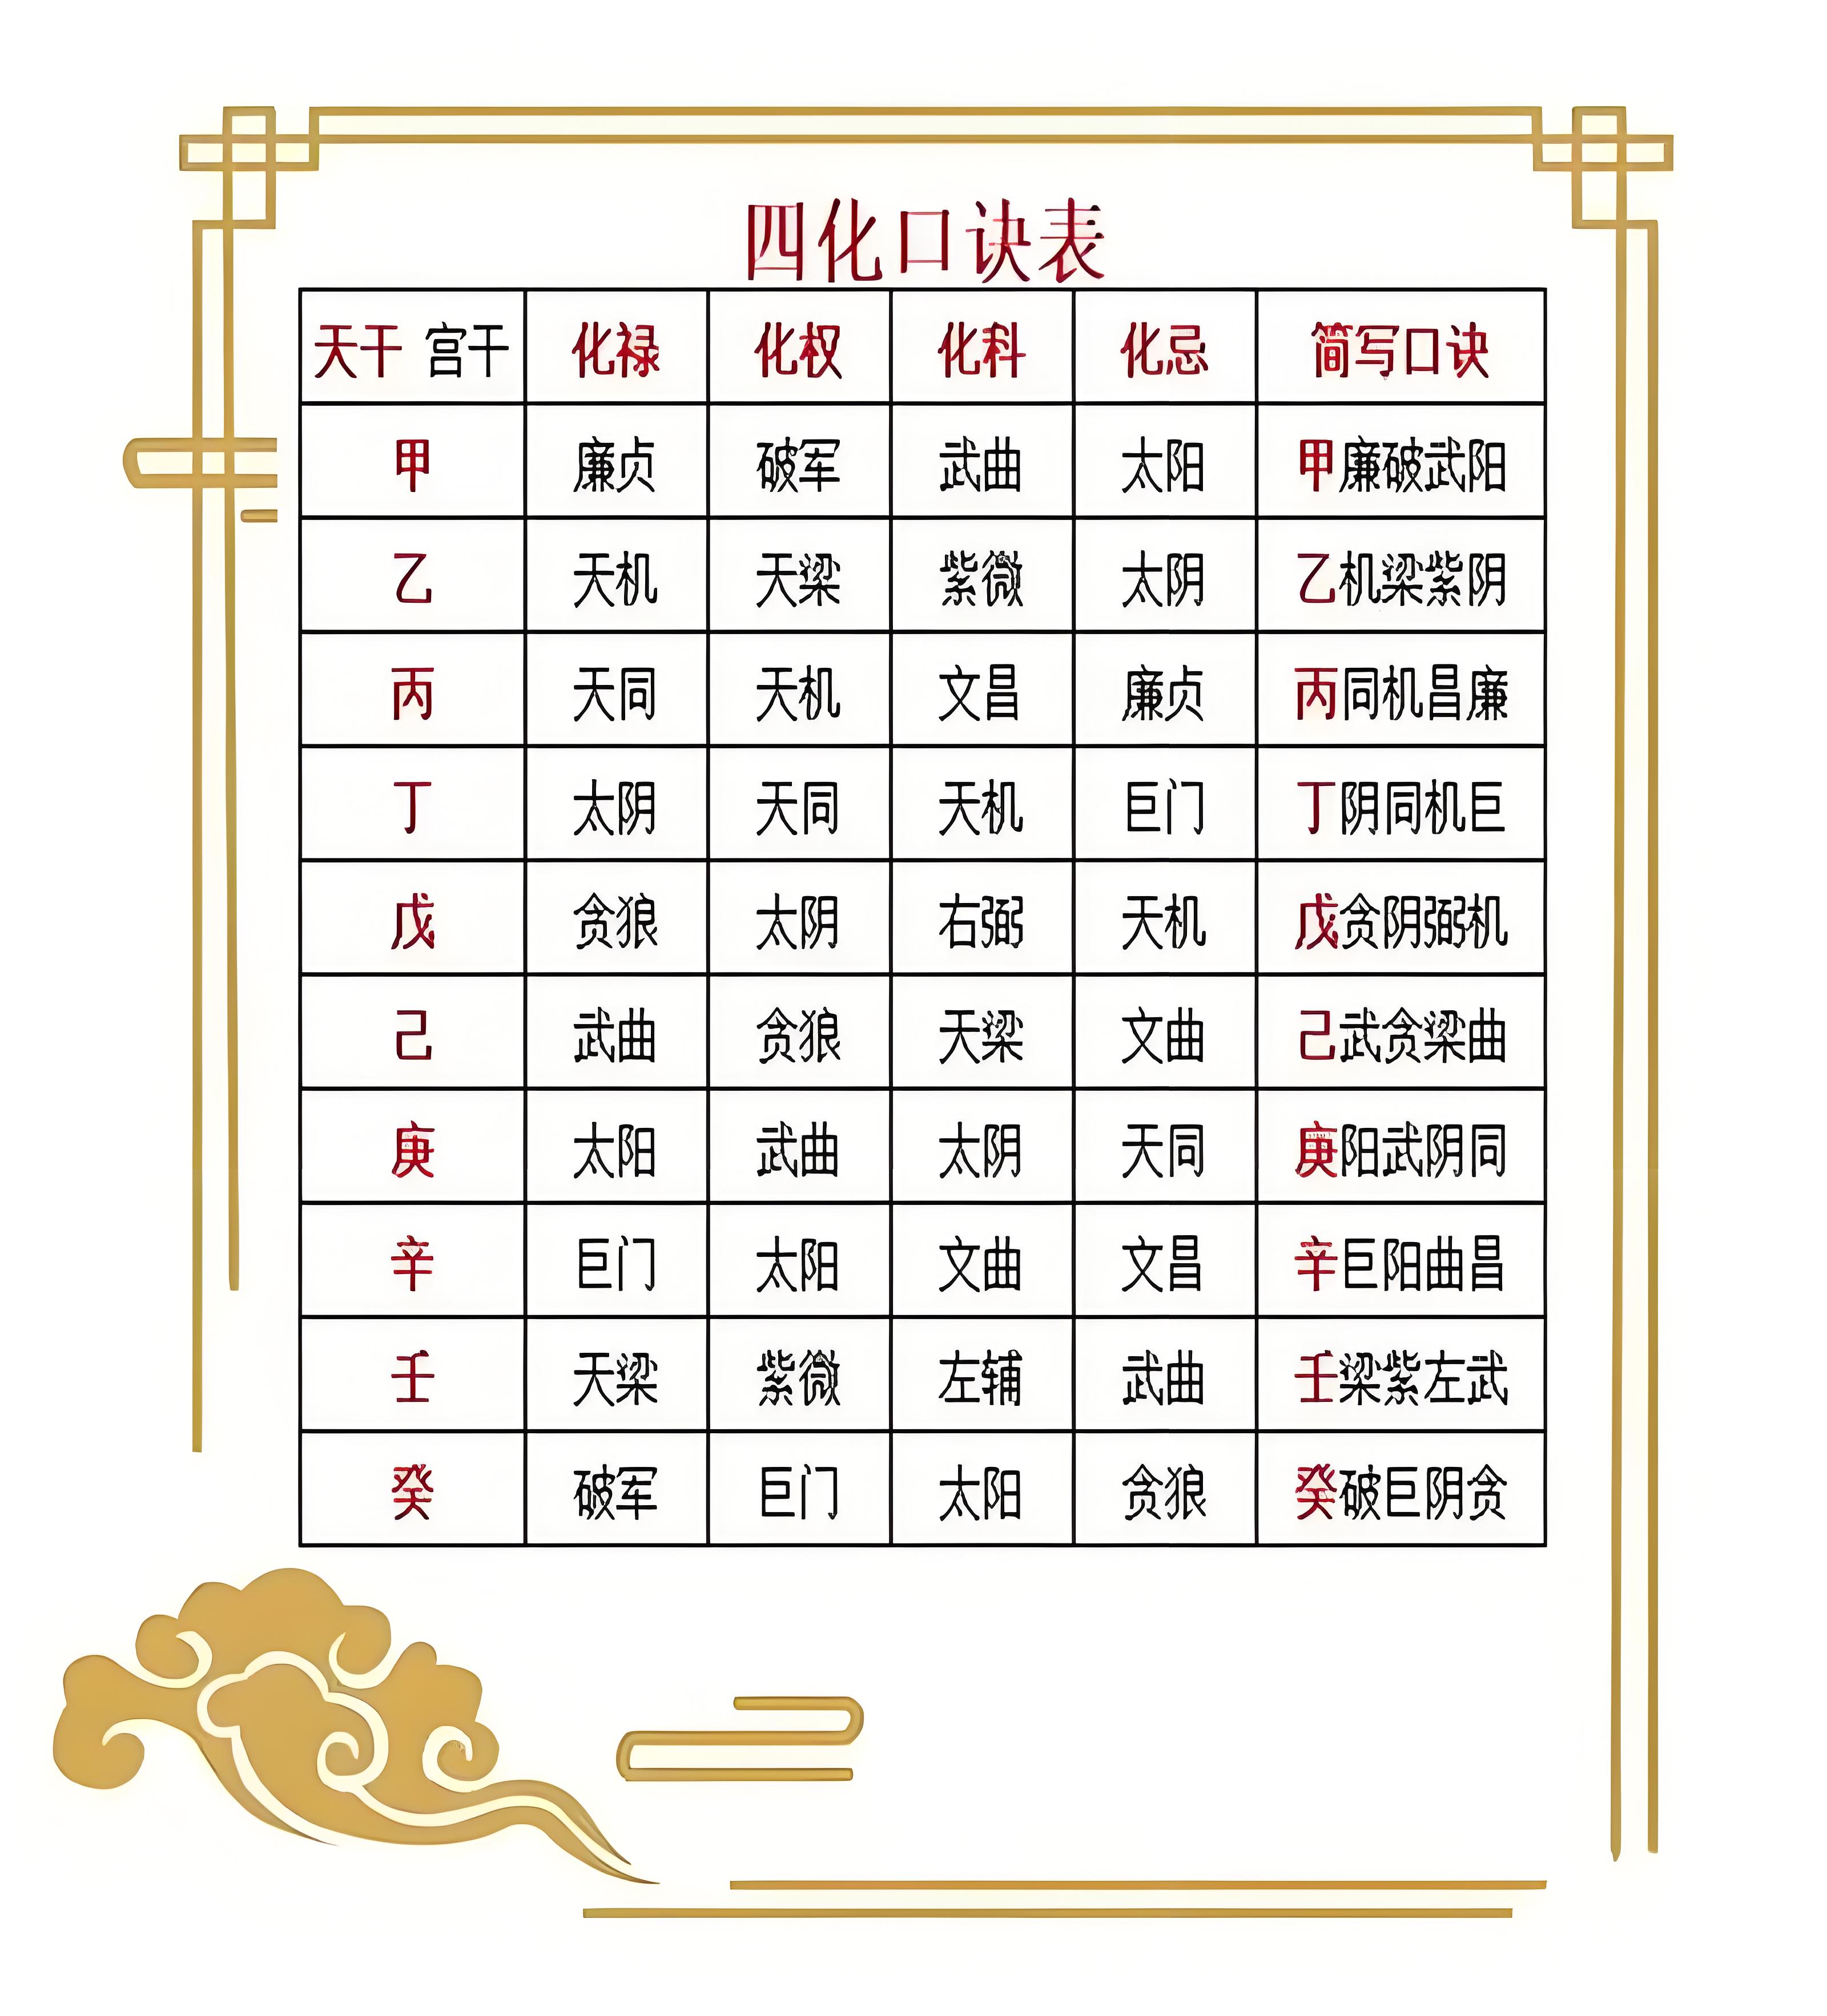 四化口诀表
天干 宫干 化禄 化权 化科 化忌 简写口诀
甲 廉贞 破军 武曲 太阳 甲廉破武阳
乙 天机 天梁 紫微 太阴 乙机梁紫阴
丙 天同 天机 文昌 廉贞 丙同机昌廉
丁 太阴 天同 天机 巨门 丁阴同机巨
戊 贪狼 太阴 右弼 天机 戊贪阴弼机
己 武曲 贪狼 天梁 文曲 己武贪梁曲
庚 太阳 武曲 太阴 天同 庚阳武阴同
辛 巨门 太阳 文曲 文昌 辛巨阳曲昌
壬 天梁 紫微 左辅 武曲 壬梁紫左武
癸 破军 巨门 太阳 贪狼 癸破巨阴贪